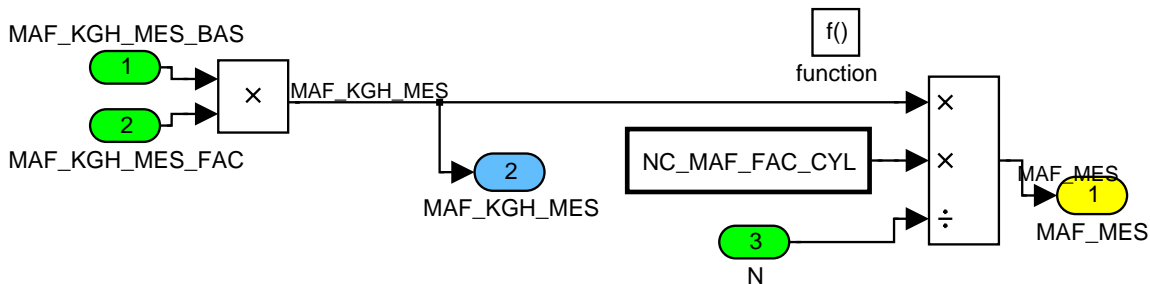 MAF_KGH_MES_BAS
1
×
2
MAF_KGH_MES_FAC
MAF_KGH_MES
2
MAF_KGH_MES
f()
function
NC_MAF_FAC_CYL
3
N
×
×
÷
MAF_MES
1
MAF_MES